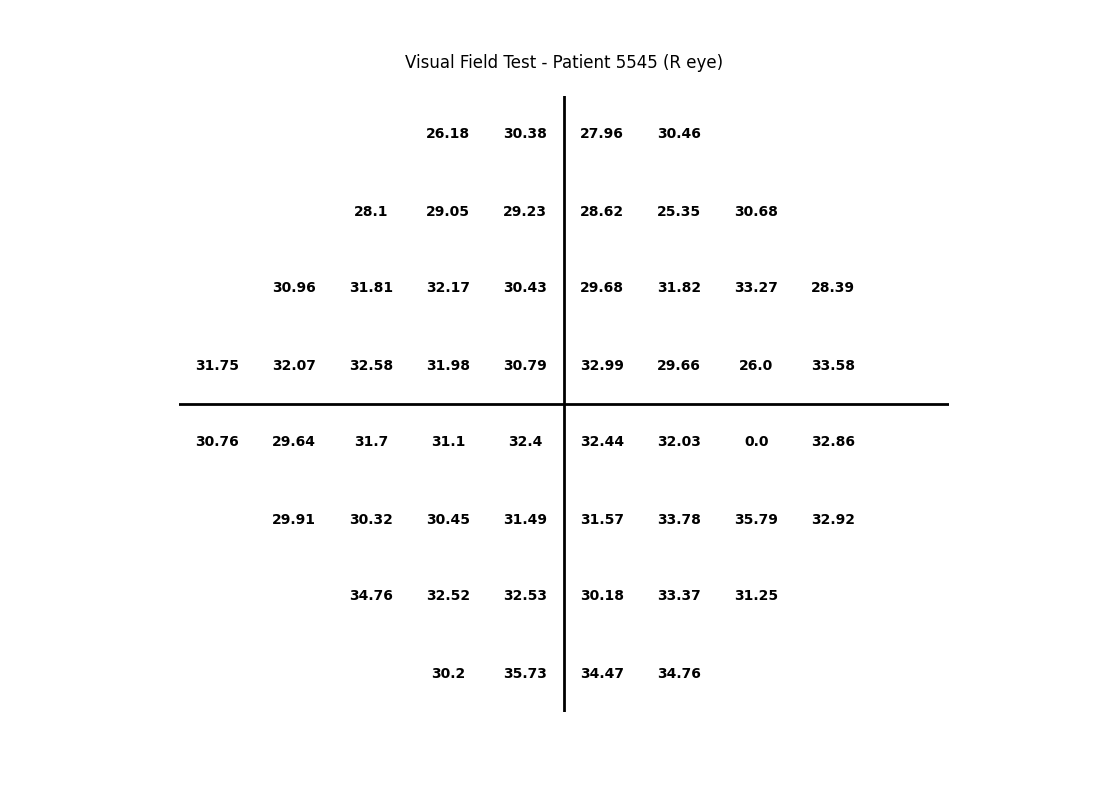 Visual Field Test - Patient 5545 (R eye)
26.18 30.38 27.96 30.46
28.1 29.05 29.23 28.62 25.35 30.68
30.96 31.81 32.17 30.43 29.68 31.82 33.27 28.39
31.75 32.07 32.58 31.98 30.79 32.99 29.66 26.0 33.58
30.76 29.64 31.7 31.1 32.4 32.44 32.03 0.0 32.86
29.91 30.32 30.45 31.49 31.57 33.78 35.79 32.92
34.76 32.52 32.53 30.18 33.37 31.25
30.2 35.73 34.47 34.76